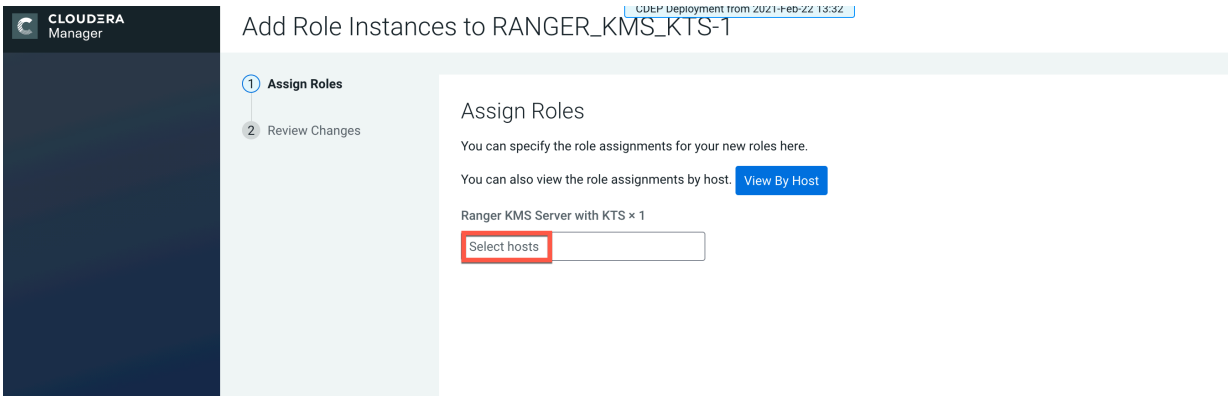 CLOUDERA
Manager
CDEP Deployment from 2021-Feb-22 13:32
Add Role Instances to RANGER_KMS_KTS-1
1 Assign Roles
2 Review Changes
Assign Roles
You can specify the role assignments for your new roles here.
You can also view the role assignments by host. View By Host
Ranger KMS Server with KTS × 1
Select hosts